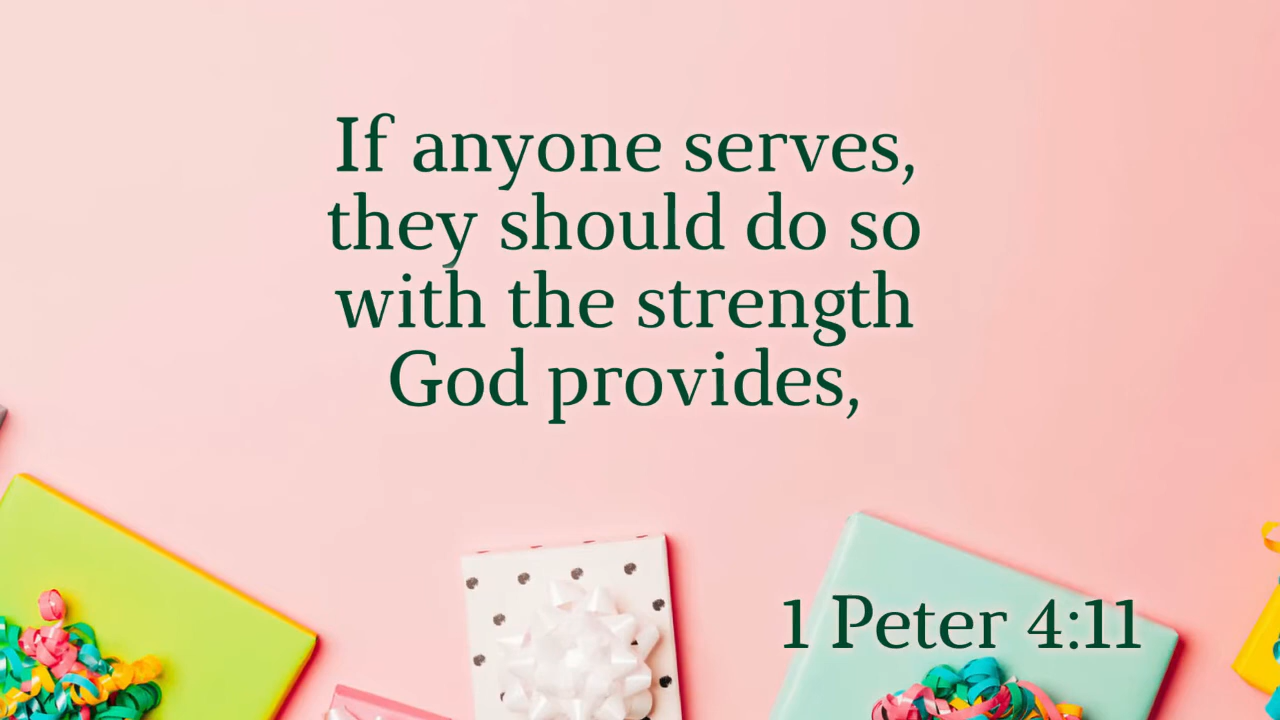 If anyone serves,
they should do so
with the strength
God provides,
1 Peter 4:11